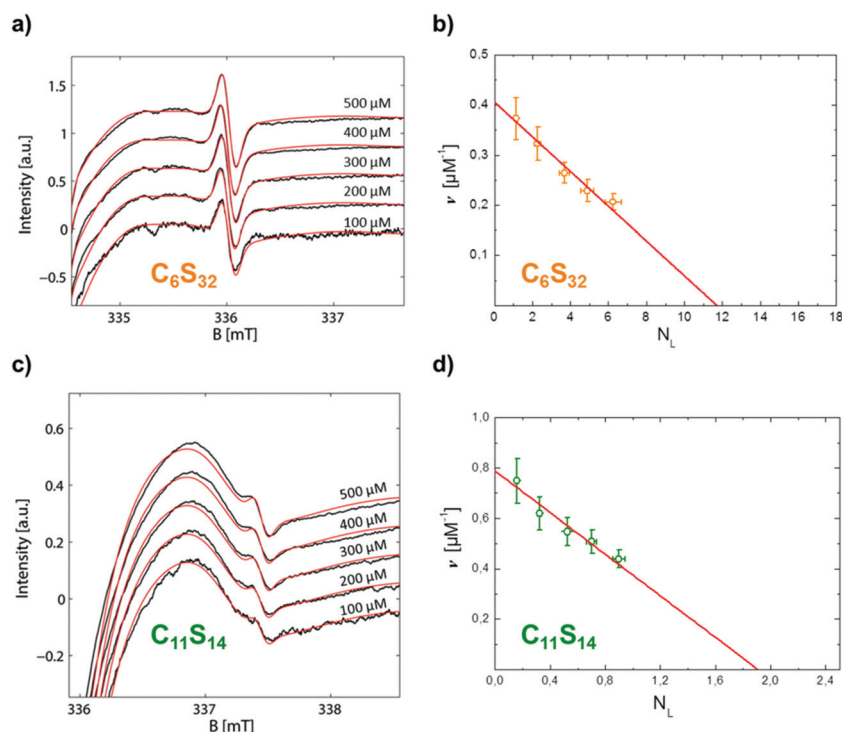 a)
Intensity [a.u.]
1.5
1
0.5
0
−0.5
500 µM
400 µM
300 µM
200 µM
100 µM
C₆S₃₂
335
336
337
B [mT]
b)
ν [µM⁻¹]
0,5
0,4
0,3
0,2
0,1
C₆S₃₂
0 2 4 6 8 10 12 14 16 18
N_L
c)
Intensity [a.u.]
0.6
0.4
0.2
0
−0.2
500 µM
400 µM
300 µM
200 µM
100 µM
C₁₁S₁₄
336
337
338
B [mT]
d)
ν [µM⁻¹]
1,0
0,8
0,6
0,4
0,2
0,0
C₁₁S₁₄
0,0 0,4 0,8 1,2 1,6 2,0 2,4
N_L